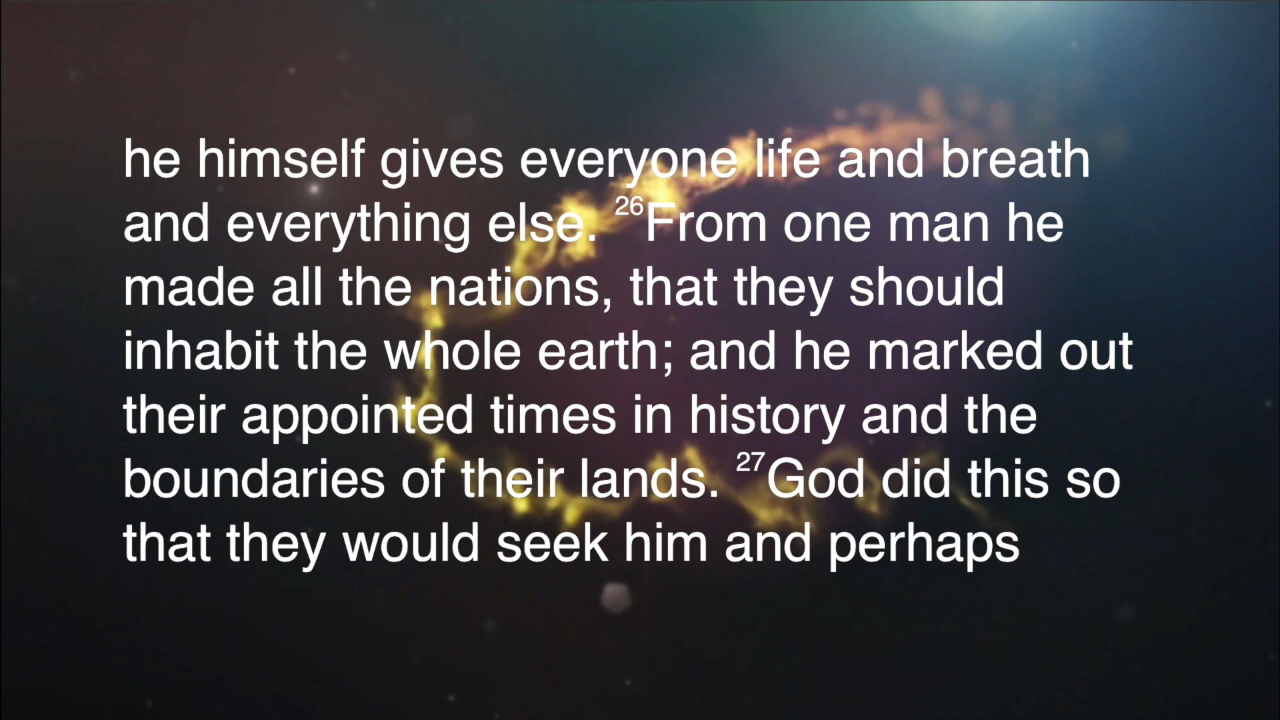 he himself gives everyone life and breath
and everything else. 26From one man he
made all the nations, that they should
inhabit the whole earth; and he marked out
their appointed times in history and the
boundaries of their lands. 27God did this so
that they would seek him and perhaps